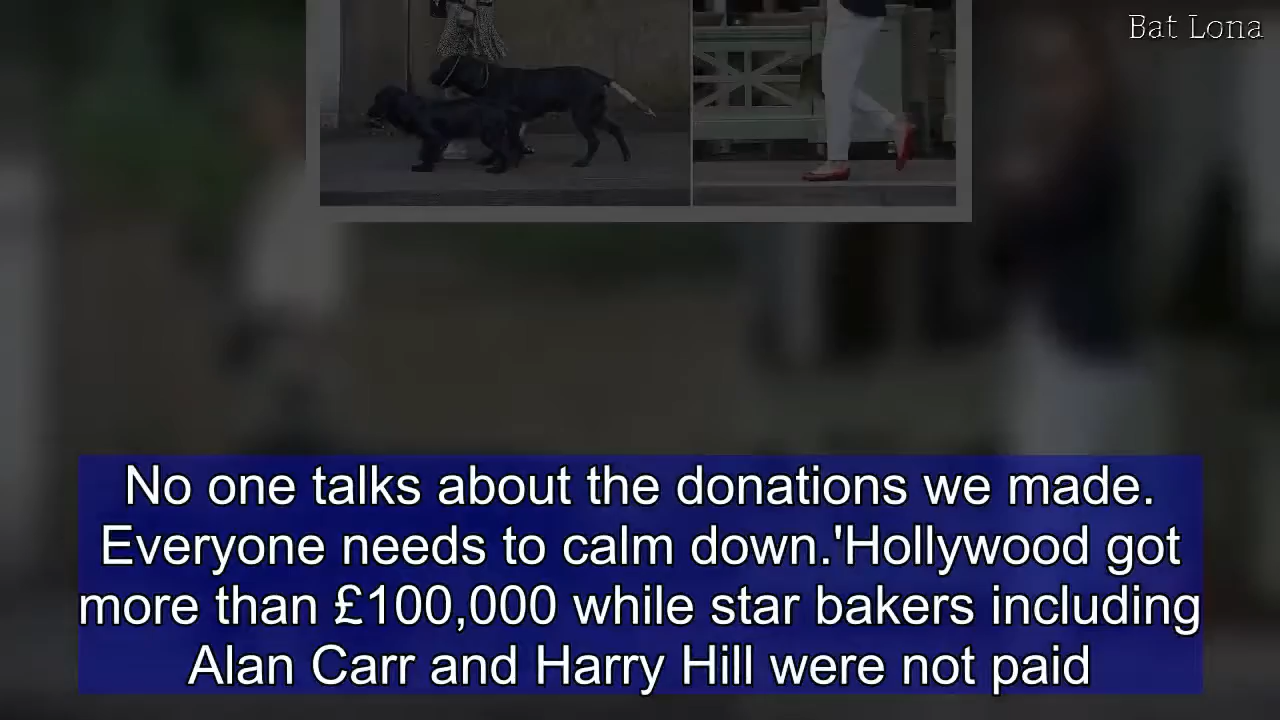 Bat Lona
No one talks about the donations we made.
Everyone needs to calm down.'Hollywood got
more than £100,000 while star bakers including
Alan Carr and Harry Hill were not paid